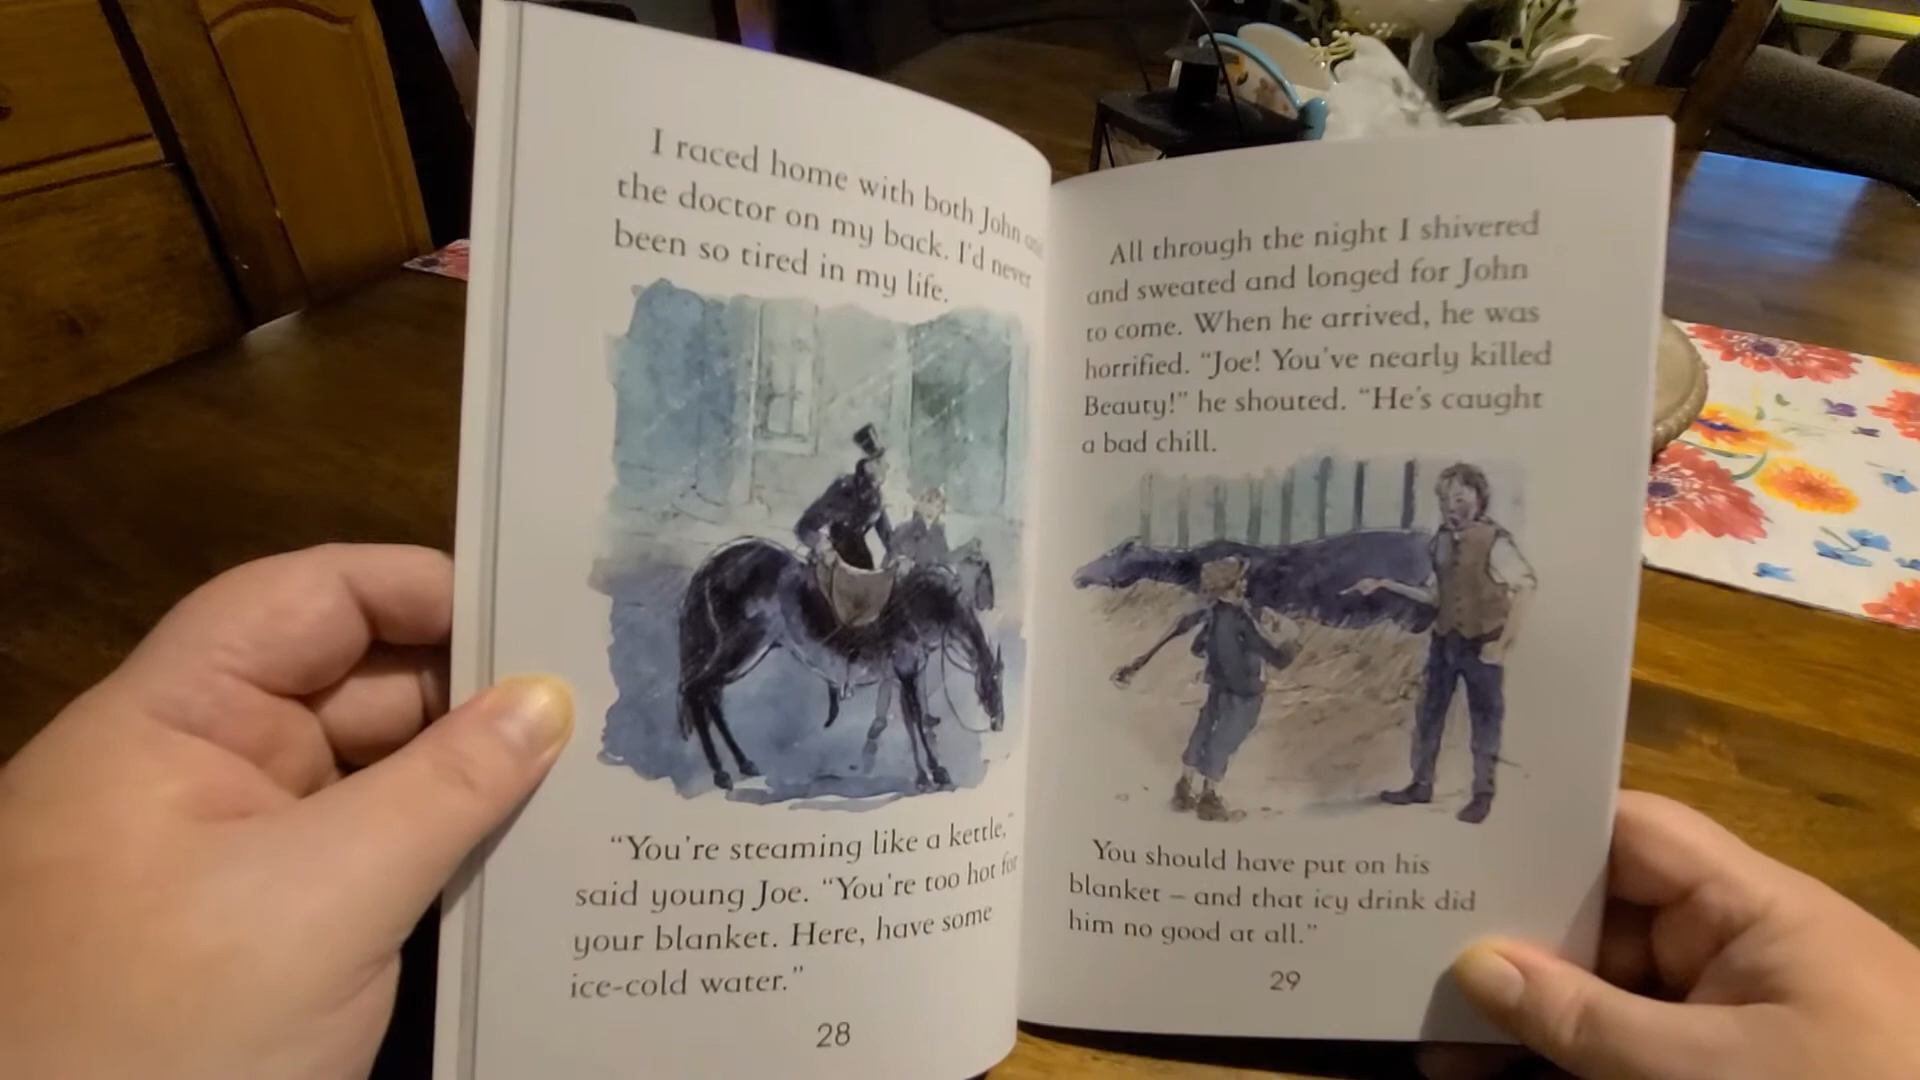 I raced home with both John and
the doctor on my back. I'd never
been so tired in my life.
"You're steaming like a kettle,"
said young Joe. "You're too hot for
your blanket. Here, have some
ice-cold water."
28
All through the night I shivered
and sweated and longed for John
to come. When he arrived, he was
horrified. "Joe! You've nearly killed
Beauty!" he shouted. "He's caught
a bad chill.
You should have put on his
blanket – and that icy drink did
him no good at all."
29